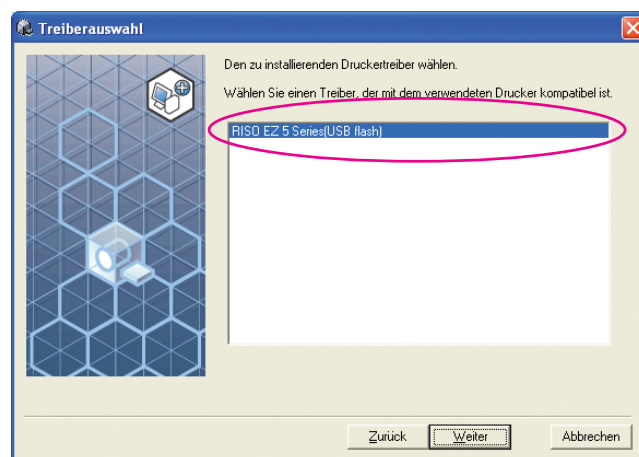 Treiberauswahl
Den zu installierenden Druckertreiber wählen.
Wählen Sie einen Treiber, der mit dem verwendeten Drucker kompatibel ist.
RISO EZ 5 Series(USB flash)
Zurück
Weiter
Abbrechen